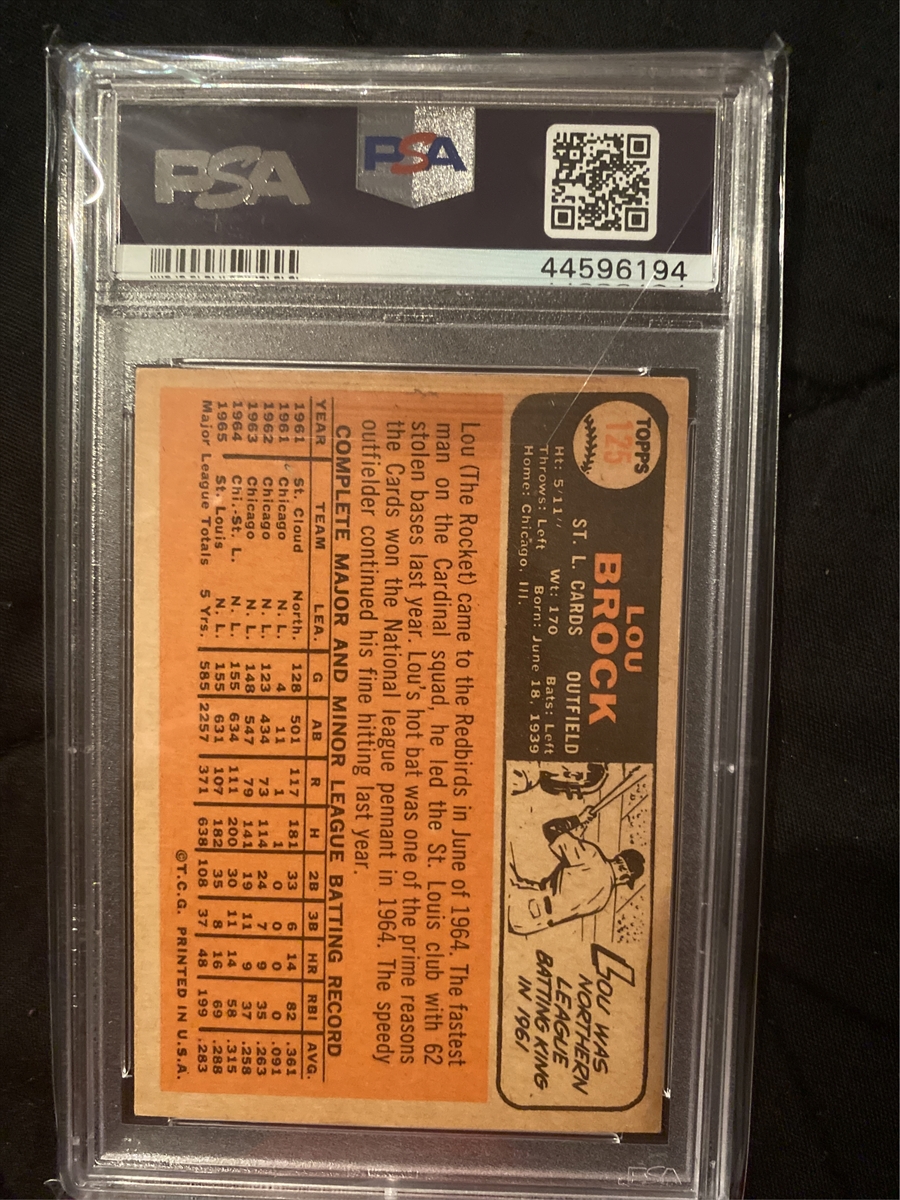 PSA
PSA
44596194
TOPPS
125
LOU
BROCK
ST. L. CARDS OUTFIELD
Ht: 5'11" Wt: 170 Bats: Left
Throws: Left Born: June 18, 1939
Home: Chicago, Ill.
LOU WAS
NORTHERN
LEAGUE
BATTING KING
IN 1961
Lou (The Rocket) came to the Redbirds in June of 1964. The fastest
man on the Cardinal squad, he led the St. Louis club with 62
stolen bases last year. Lou's hot bat was one of the prime reasons
the Cards won the National league pennant in 1964. The speedy
outfielder continued his fine hitting last year.
COMPLETE MAJOR AND MINOR LEAGUE BATTING RECORD
YEAR TEAM LEA. G AB R H 2B 3B HR RBI AVG.
1961 St. Cloud North. 128 501 117 181 33 6 14 82 .361
1961 Chicago N. L. 4 11 1 1 0 0 0 0 .091
1962 Chicago N. L. 123 434 73 114 24 7 9 35 .263
1963 Chicago N. L. 148 547 79 141 19 11 9 37 .258
1964 Chi.-St. L. N. L. 155 634 111 200 30 11 14 58 .315
1965 St. Louis N. L. 155 631 107 182 35 8 16 69 .288
Major League Totals 5 Yrs. 585 2257 371 638 108 37 48 199 .283
©T.C.G. PRINTED IN U.S.A.
PSA